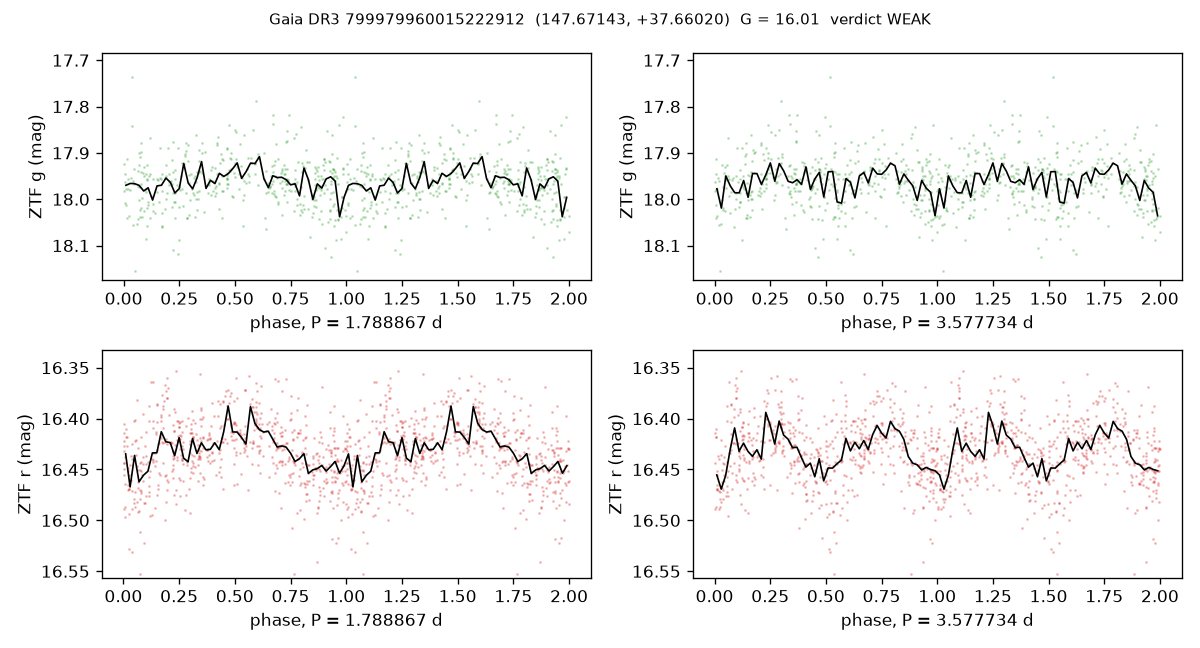 Gaia DR3 799979960015222912 (147.67143, +37.66020) G = 16.01 verdict WEAK
ZTF g (mag)
17.7
17.8
17.9
18.0
18.1
0.00 0.25 0.50 0.75 1.00 1.25 1.50 1.75 2.00
phase, P = 1.788867 d
ZTF g (mag)
17.7
17.8
17.9
18.0
18.1
0.00 0.25 0.50 0.75 1.00 1.25 1.50 1.75 2.00
phase, P = 3.577734 d
ZTF r (mag)
16.35
16.40
16.45
16.50
16.55
0.00 0.25 0.50 0.75 1.00 1.25 1.50 1.75 2.00
phase, P = 1.788867 d
ZTF r (mag)
16.35
16.40
16.45
16.50
16.55
0.00 0.25 0.50 0.75 1.00 1.25 1.50 1.75 2.00
phase, P = 3.577734 d